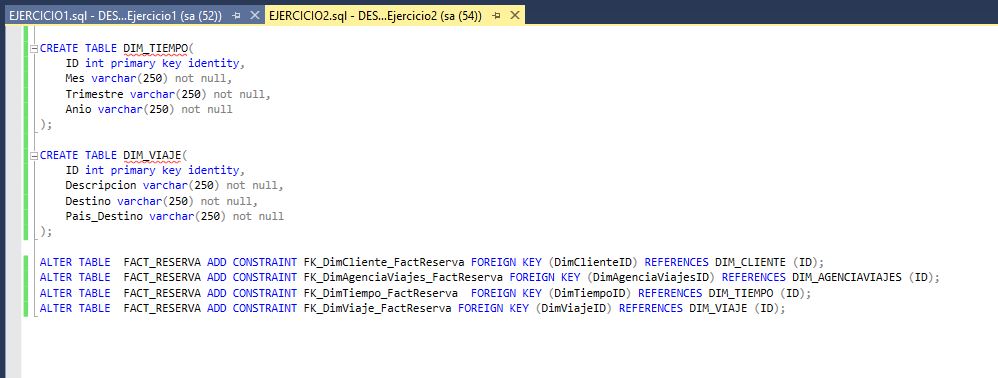 EJERCICIO1.sql - DES...Ejercicio1 (sa (52)) EJERCICIO2.sql - DES...Ejercicio2 (sa (54))
CREATE TABLE DIM_TIEMPO(
ID int primary key identity,
Mes varchar(250) not null,
Trimestre varchar(250) not null,
Anio varchar(250) not null
);
CREATE TABLE DIM_VIAJE(
ID int primary key identity,
Descripcion varchar(250) not null,
Destino varchar(250) not null,
Pais_Destino varchar(250) not null
);
ALTER TABLE  FACT_RESERVA ADD CONSTRAINT FK_DimCliente_FactReserva FOREIGN KEY (DimClienteID) REFERENCES DIM_CLIENTE (ID);
ALTER TABLE  FACT_RESERVA ADD CONSTRAINT FK_DimAgenciaViajes_FactReserva FOREIGN KEY (DimAgenciaViajesID) REFERENCES DIM_AGENCIAVIAJES (ID);
ALTER TABLE  FACT_RESERVA ADD CONSTRAINT FK_DimTiempo_FactReserva  FOREIGN KEY (DimTiempoID) REFERENCES DIM_TIEMPO (ID);
ALTER TABLE  FACT_RESERVA ADD CONSTRAINT FK_DimViaje_FactReserva FOREIGN KEY (DimViajeID) REFERENCES DIM_VIAJE (ID);